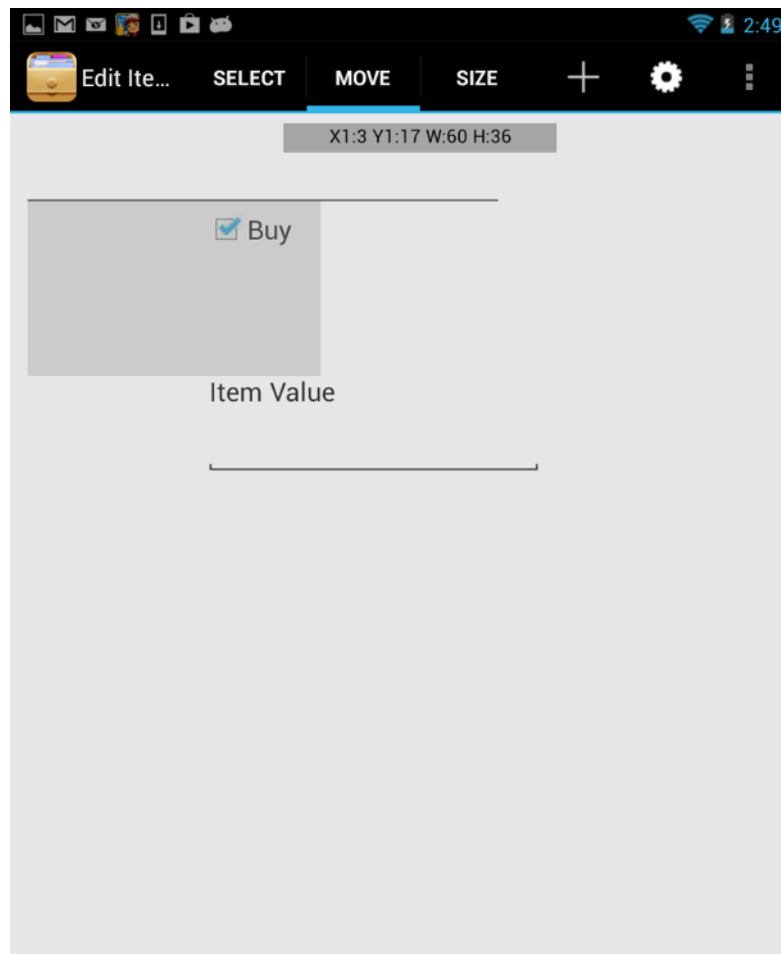 2:49
Edit Ite... SELECT MOVE SIZE
X1:3 Y1:17 W:60 H:36
Buy
Item Value